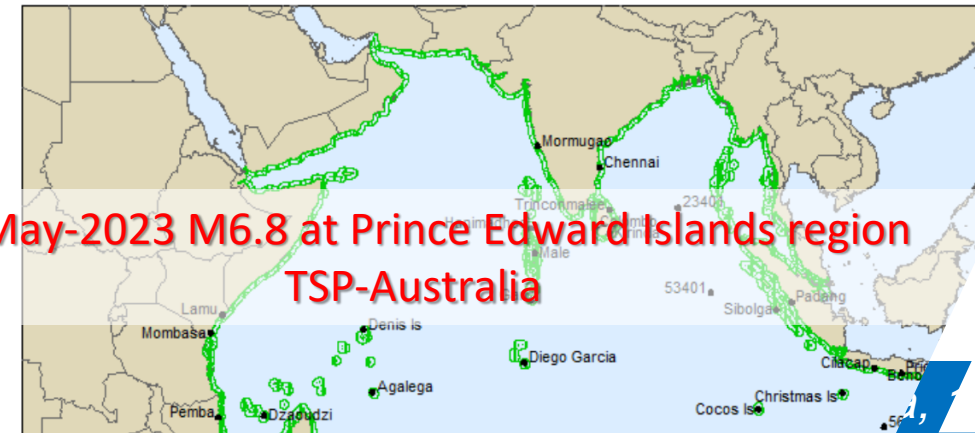 Mormugao
Chennai
Trinconmalee
23401
May-2023 M6.8 at Prince Edward Islands region
Male
TSP-Australia
53401
Padang
Sibolga
Lamu
Denis Is
Mombasa
Diego Garcia
Cilacap
Agalega
Christmas Is
Cocos Is
Pemba
Dzaoudzi